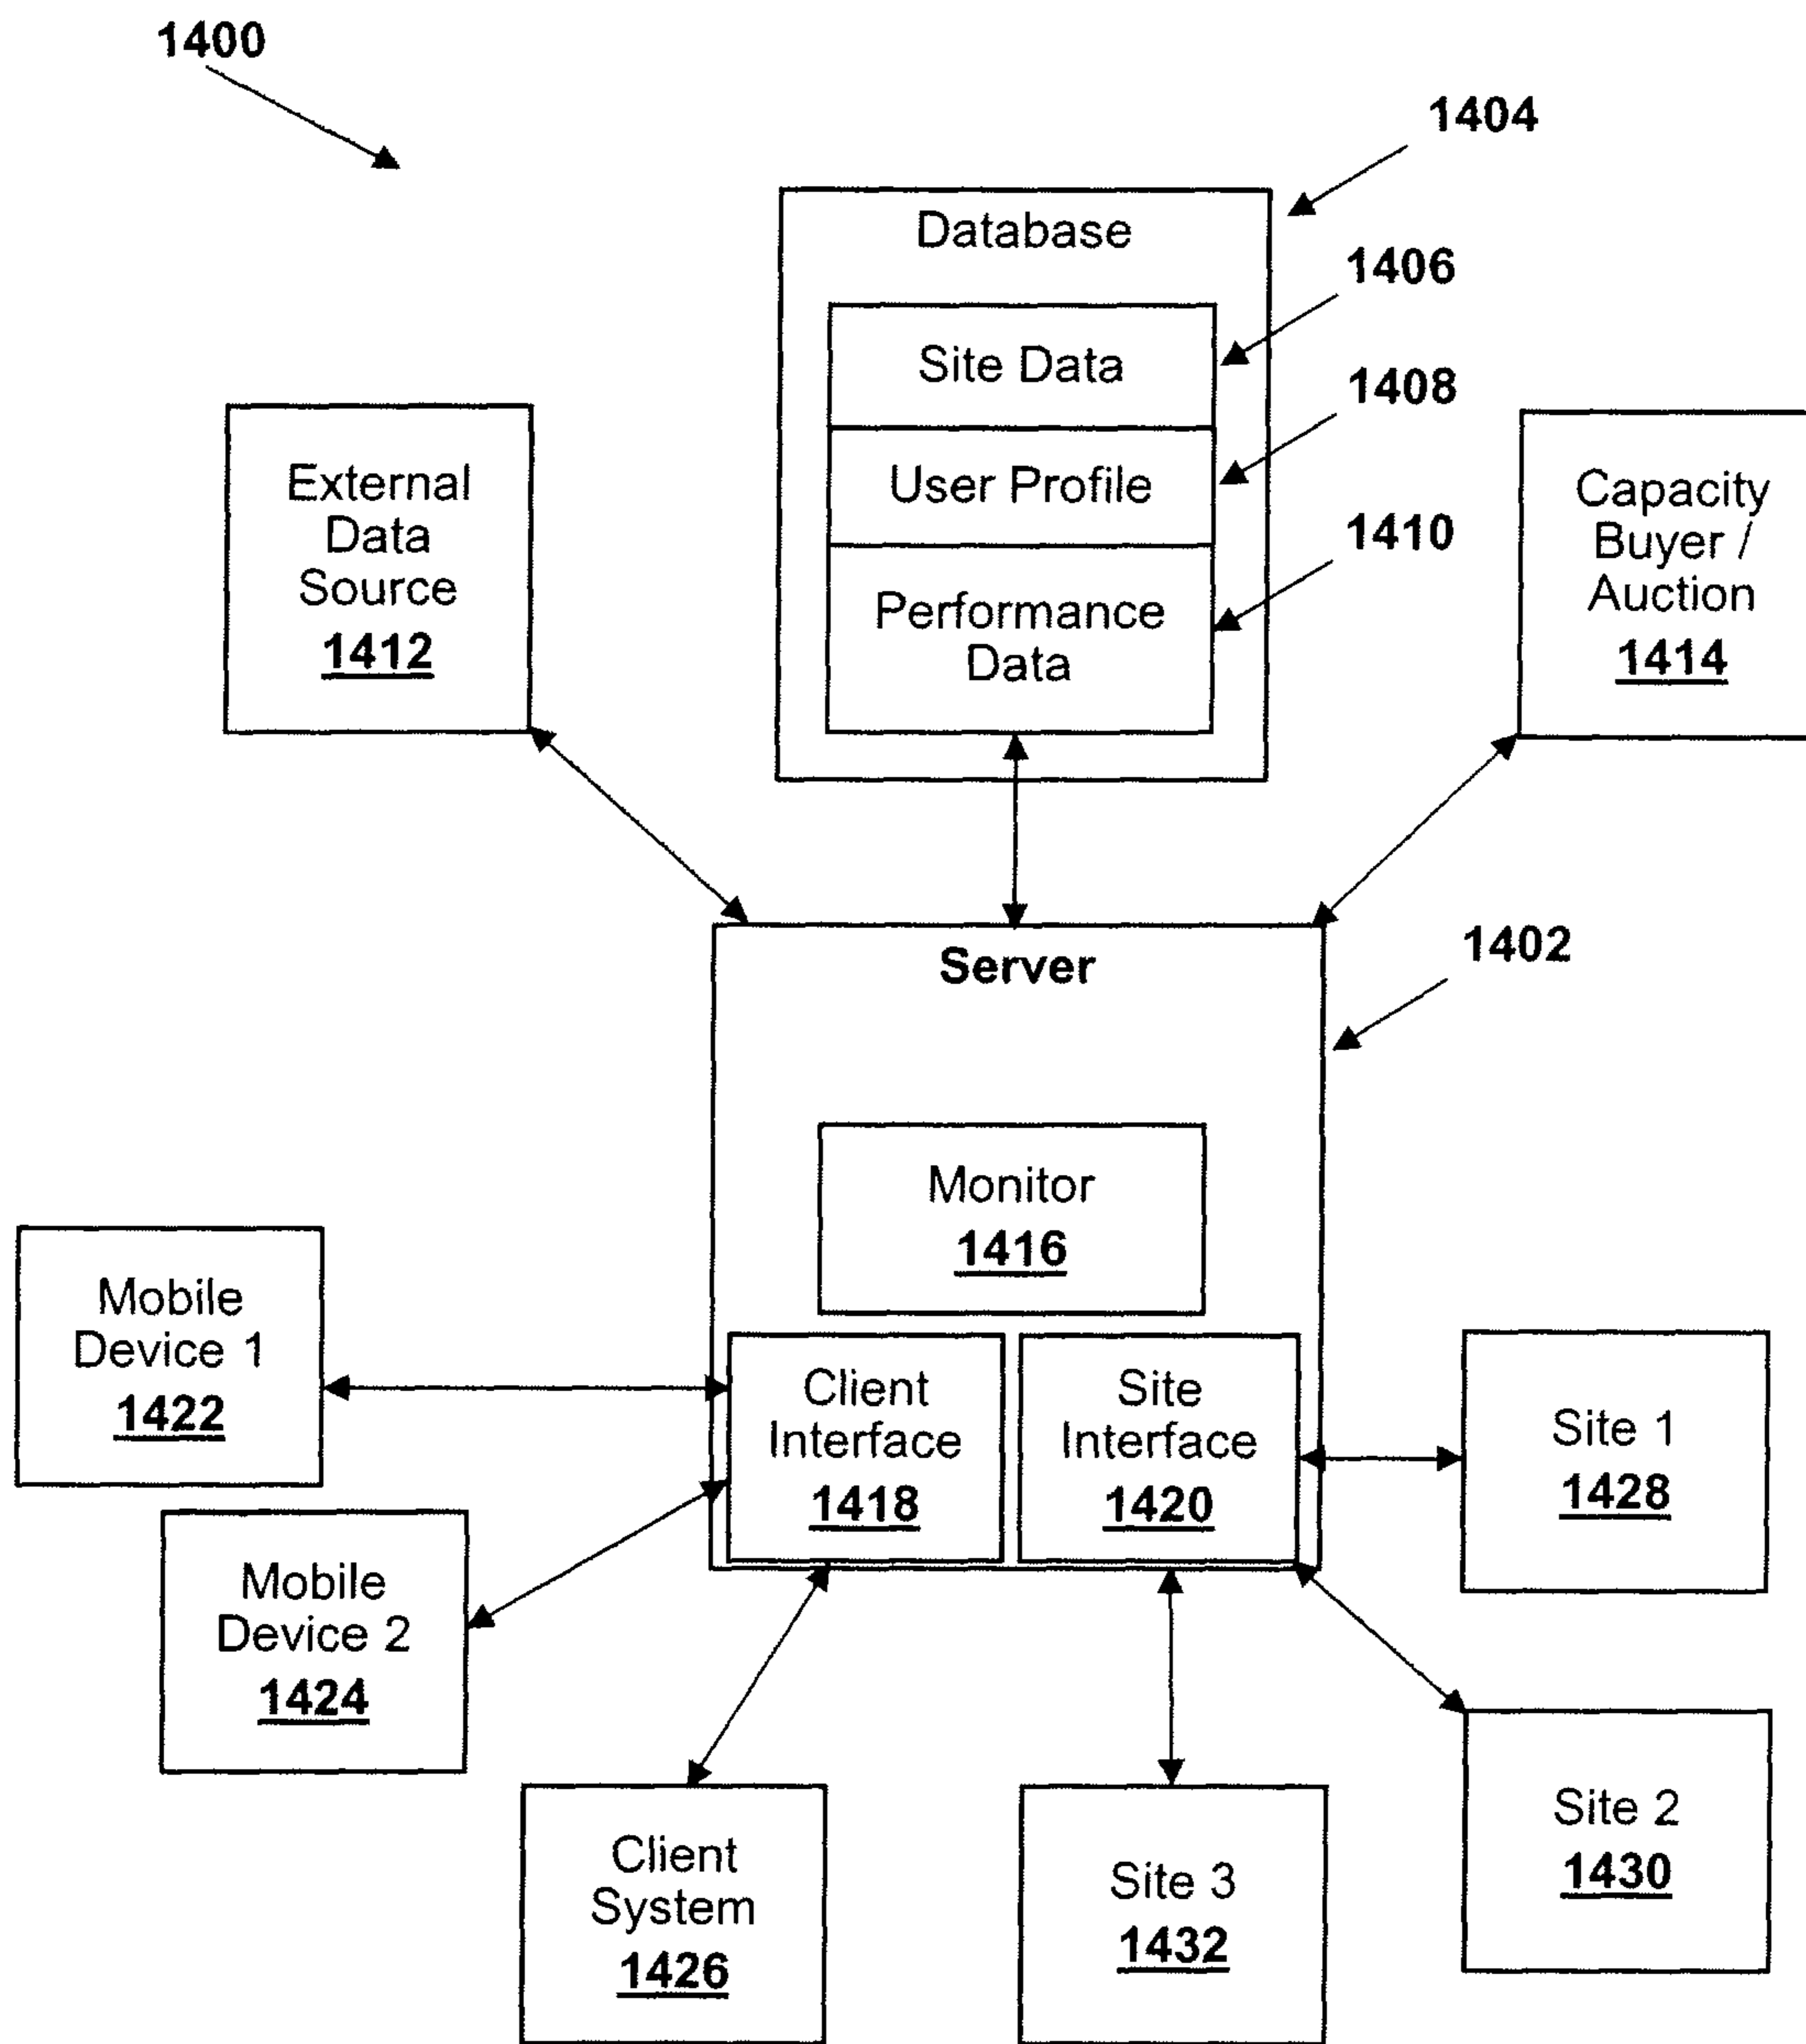 1400
1404
Database
1406
Site Data
1408
User Profile
1410
Performance
Data
External
Data
Source
1412
Capacity
Buyer /
Auction
1414
Server
1402
Monitor
1416
Mobile
Device 1
1422
Client
Interface
1418
Site
Interface
1420
Site 1
1428
Mobile
Device 2
1424
Client
System
1426
Site 3
1432
Site 2
1430